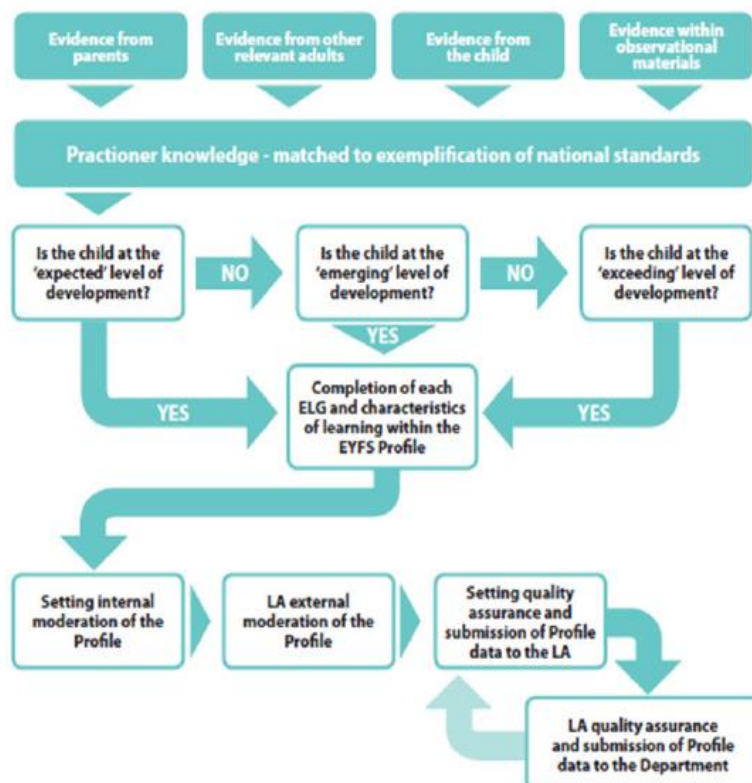 Evidence from
parents
Evidence from other
relevant adults
Evidence from
the child
Evidence within
observational
materials
Practioner knowledge - matched to exemplification of national standards
Is the child at the
'expected' level of
development?
NO
Is the child at the
'emerging' level of
development?
NO
Is the child at the
'exceeding' level of
development?
YES
YES
YES
Completion of each
ELG and characteristics
of learning within the
EYFS Profile
Setting internal
moderation of the
Profile
LA external
moderation of the
Profile
Setting quality
assurance and
submission of Profile
data to the LA
LA quality assurance
and submission of Profile
data to the Department